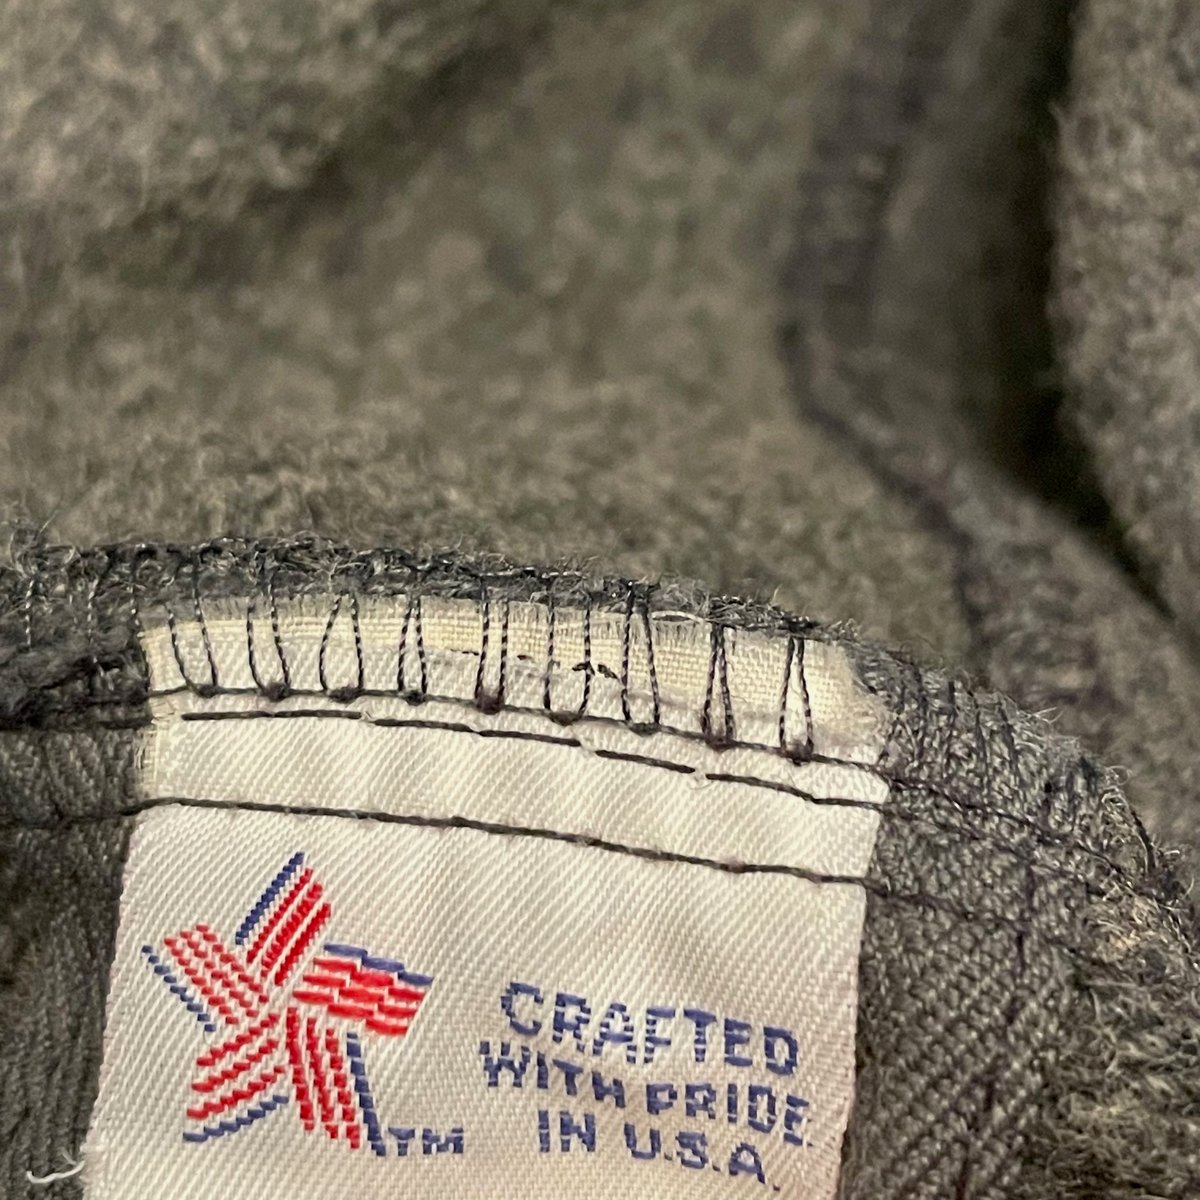 CRAFTED
WITH PRIDE
IN U.S.A.
TM